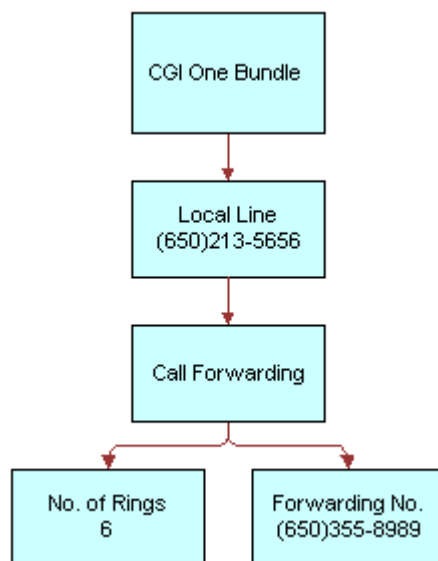 CGI One Bundle
Local Line
(650)213-5656
Call Forwarding
No. of Rings
6
Forwarding No.
(650)355-8989